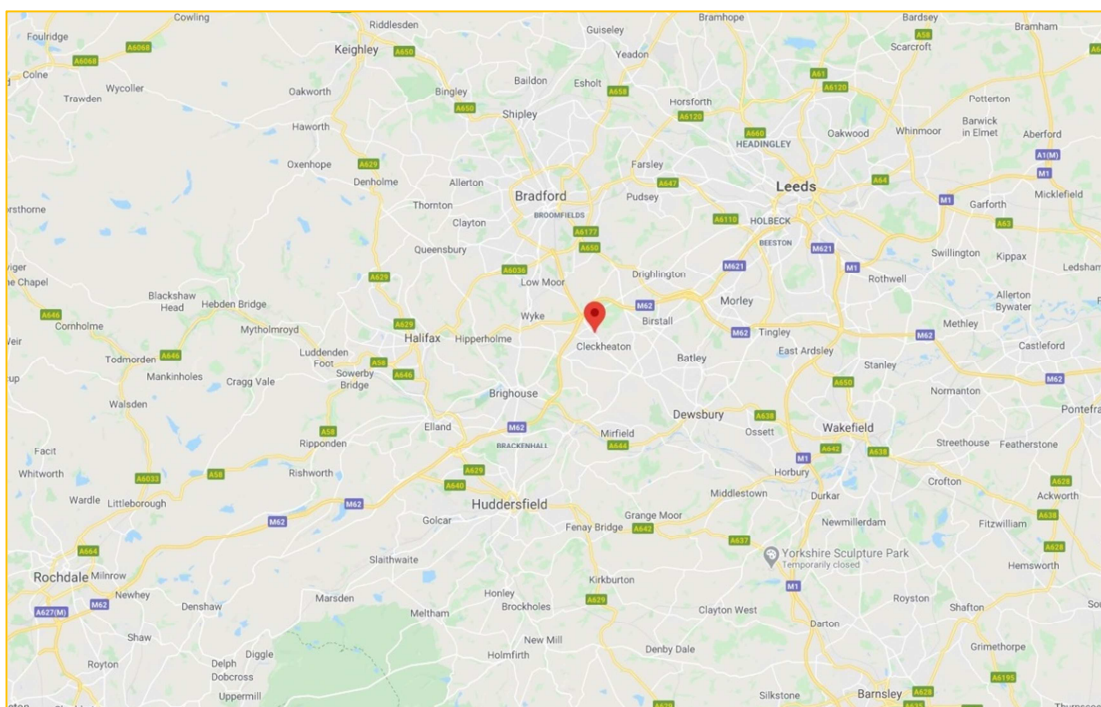 Cowling
Riddlesden
Bramhope
Bardsey
Bramham
Foulridge
A6068
Keighley
A650
Guiseley
Yeadon
A58
Scarcroft
A6068
Colne
Wycoller
Trawden
Oakworth
Bingley
Baildon
Esholt
A658
A61
A6120
Horsforth
Potterton
A650
Shipley
A6120
Haworth
A660
HEADINGLEY
Oakwood
Whinmoor
Barwick
in Elmet
Aberford
A1(M)
Oxenhope
A629
Denholme
Allerton
Farsley
A647
Leeds
A64
M1
Micklefield
Bradford
Pudsey
M1
Garforth
Thornton
BROOMFIELDS
A6110
HOLBECK
A63
Clayton
A6177
BEESTON
Queensbury
A650
M621
Swillington
Kippax
Ledsham
A629
A6036
Low Moor
Drighlington
M621
M1
Rothwell
Blackshaw
Head
Hebden Bridge
M62
Morley
Allerton
Bywater
A646
Cornholme
Mytholmroyd
A629
Halifax
Hipperholme
Wyke
Birstall
M62
Tingley
Methley
M62
Castleford
Cleckheaton
Todmorden
A646
Luddenden
Foot
A58
A646
Sowerby
Bridge
Batley
East Ardsley
Stanley
M62
Mankinholes
Cragg Vale
Brighouse
A650
Normanton
Walsden
Dewsbury
A638
Wakefield
A58
Elland
M62
Mirfield
Ossett
Ripponden
BRACKENHALL
A644
A642
A638
Streethouse
Featherstone
Facit
Whitworth
A6033
A58
Rishworth
A629
M1
Horbury
A640
Crofton
A628
Wardle
Littleborough
M62
Huddersfield
Middlestown
Durkar
Ackworth
M62
Golcar
Fenay Bridge
Grange Moor
A642
Newmillerdam
Fitzwilliam
A638
A637
A664
Slaithwaite
Yorkshire Sculpture Park
Temporarily closed
A628
Hemsworth
Rochdale
Milnrow
Kirkburton
M1
Newhey
Denshaw
Marsden
Honley
Brockholes
A629
Royston
Shafton
A627(M)
M62
Meltham
Clayton West
Darton
Shaw
New Mill
Denby Dale
Grimethorpe
Diggle
Holmfirth
Royton
Delph
Dobcross
A6195
Uppermill
Silkstone
Barnsley
A628